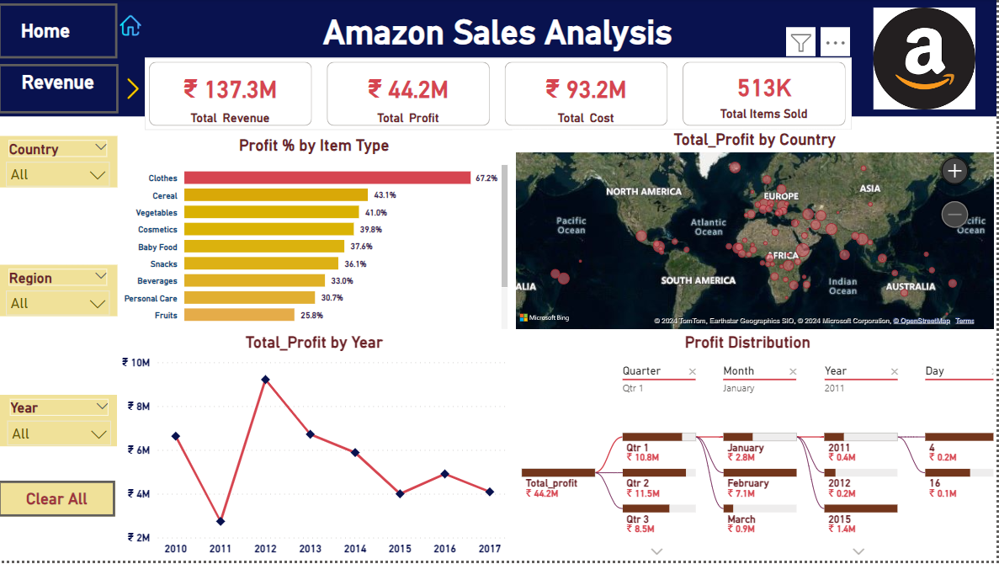 Home
Amazon Sales Analysis
a
Revenue
₹ 137.3M
Total Revenue
₹ 44.2M
Total Profit
₹ 93.2M
Total Cost
513K
Total Items Sold
Country
All
Region
All
Year
All
Clear All
Profit % by Item Type
Clothes 67.2%
Cereal 43.1%
Vegetables 41.0%
Cosmetics 39.8%
Baby Food 37.6%
Snacks 36.1%
Beverages 33.0%
Personal Care 30.7%
Fruits 25.8%
Total_Profit by Country
NORTH AMERICA
EUROPE
ASIA
Pacific
Ocean
Atlantic
Ocean
cific
Ocean
AFRICA
SOUTH AMERICA
Indian
Ocean
ALIA
AUSTRALIA
Microsoft Bing
© 2024 TomTom, Earthstar Geographics SIO, © 2024 Microsoft Corporation, © OpenStreetMap Terms
Total_Profit by Year
₹ 10M
₹ 8M
₹ 6M
₹ 4M
₹ 2M
2010 2011 2012 2013 2014 2015 2016 2017
Profit Distribution
Quarter Month Year Day
Qtr 1 January 2011
Total_profit
₹ 44.2M
Qtr 1
₹ 10.8M
Qtr 2
₹ 11.5M
Qtr 3
₹ 8.5M
January
₹ 2.8M
February
₹ 7.1M
March
₹ 0.9M
2011
₹ 0.4M
2012
₹ 0.2M
2015
₹ 1.4M
4
₹ 0.2M
16
₹ 0.1M